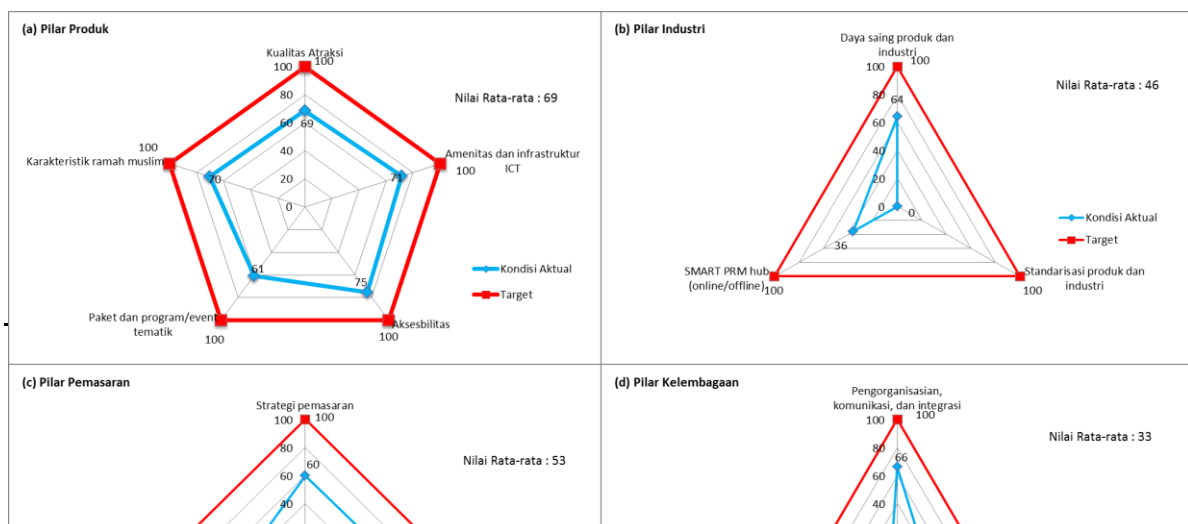 (a) Pilar Produk
Kualitas Atraksi
100
100
80
60
69
40
20
0
Nilai Rata-rata : 69
100
Karakteristik ramah muslim
70
71
Amenitas dan infrastruktur
ICT
100
61
75
Kondisi Aktual
Target
Paket dan program/event
tematik
100
Aksesbilitas
100
(b) Pilar Industri
Daya saing produk dan
industri
100
100
80
64
60
40
20
0
0
Nilai Rata-rata : 46
36
Kondisi Aktual
Target
SMART PRM hub
(online/offline)
100
Standarisasi produk dan
industri
100
(c) Pilar Pemasaran
Strategi pemasaran
100
100
80
60
60
40
Nilai Rata-rata : 53
(d) Pilar Kelembagaan
Pengorganisasian,
komunikasi, dan integrasi
100
100
80
66
60
40
Nilai Rata-rata : 33